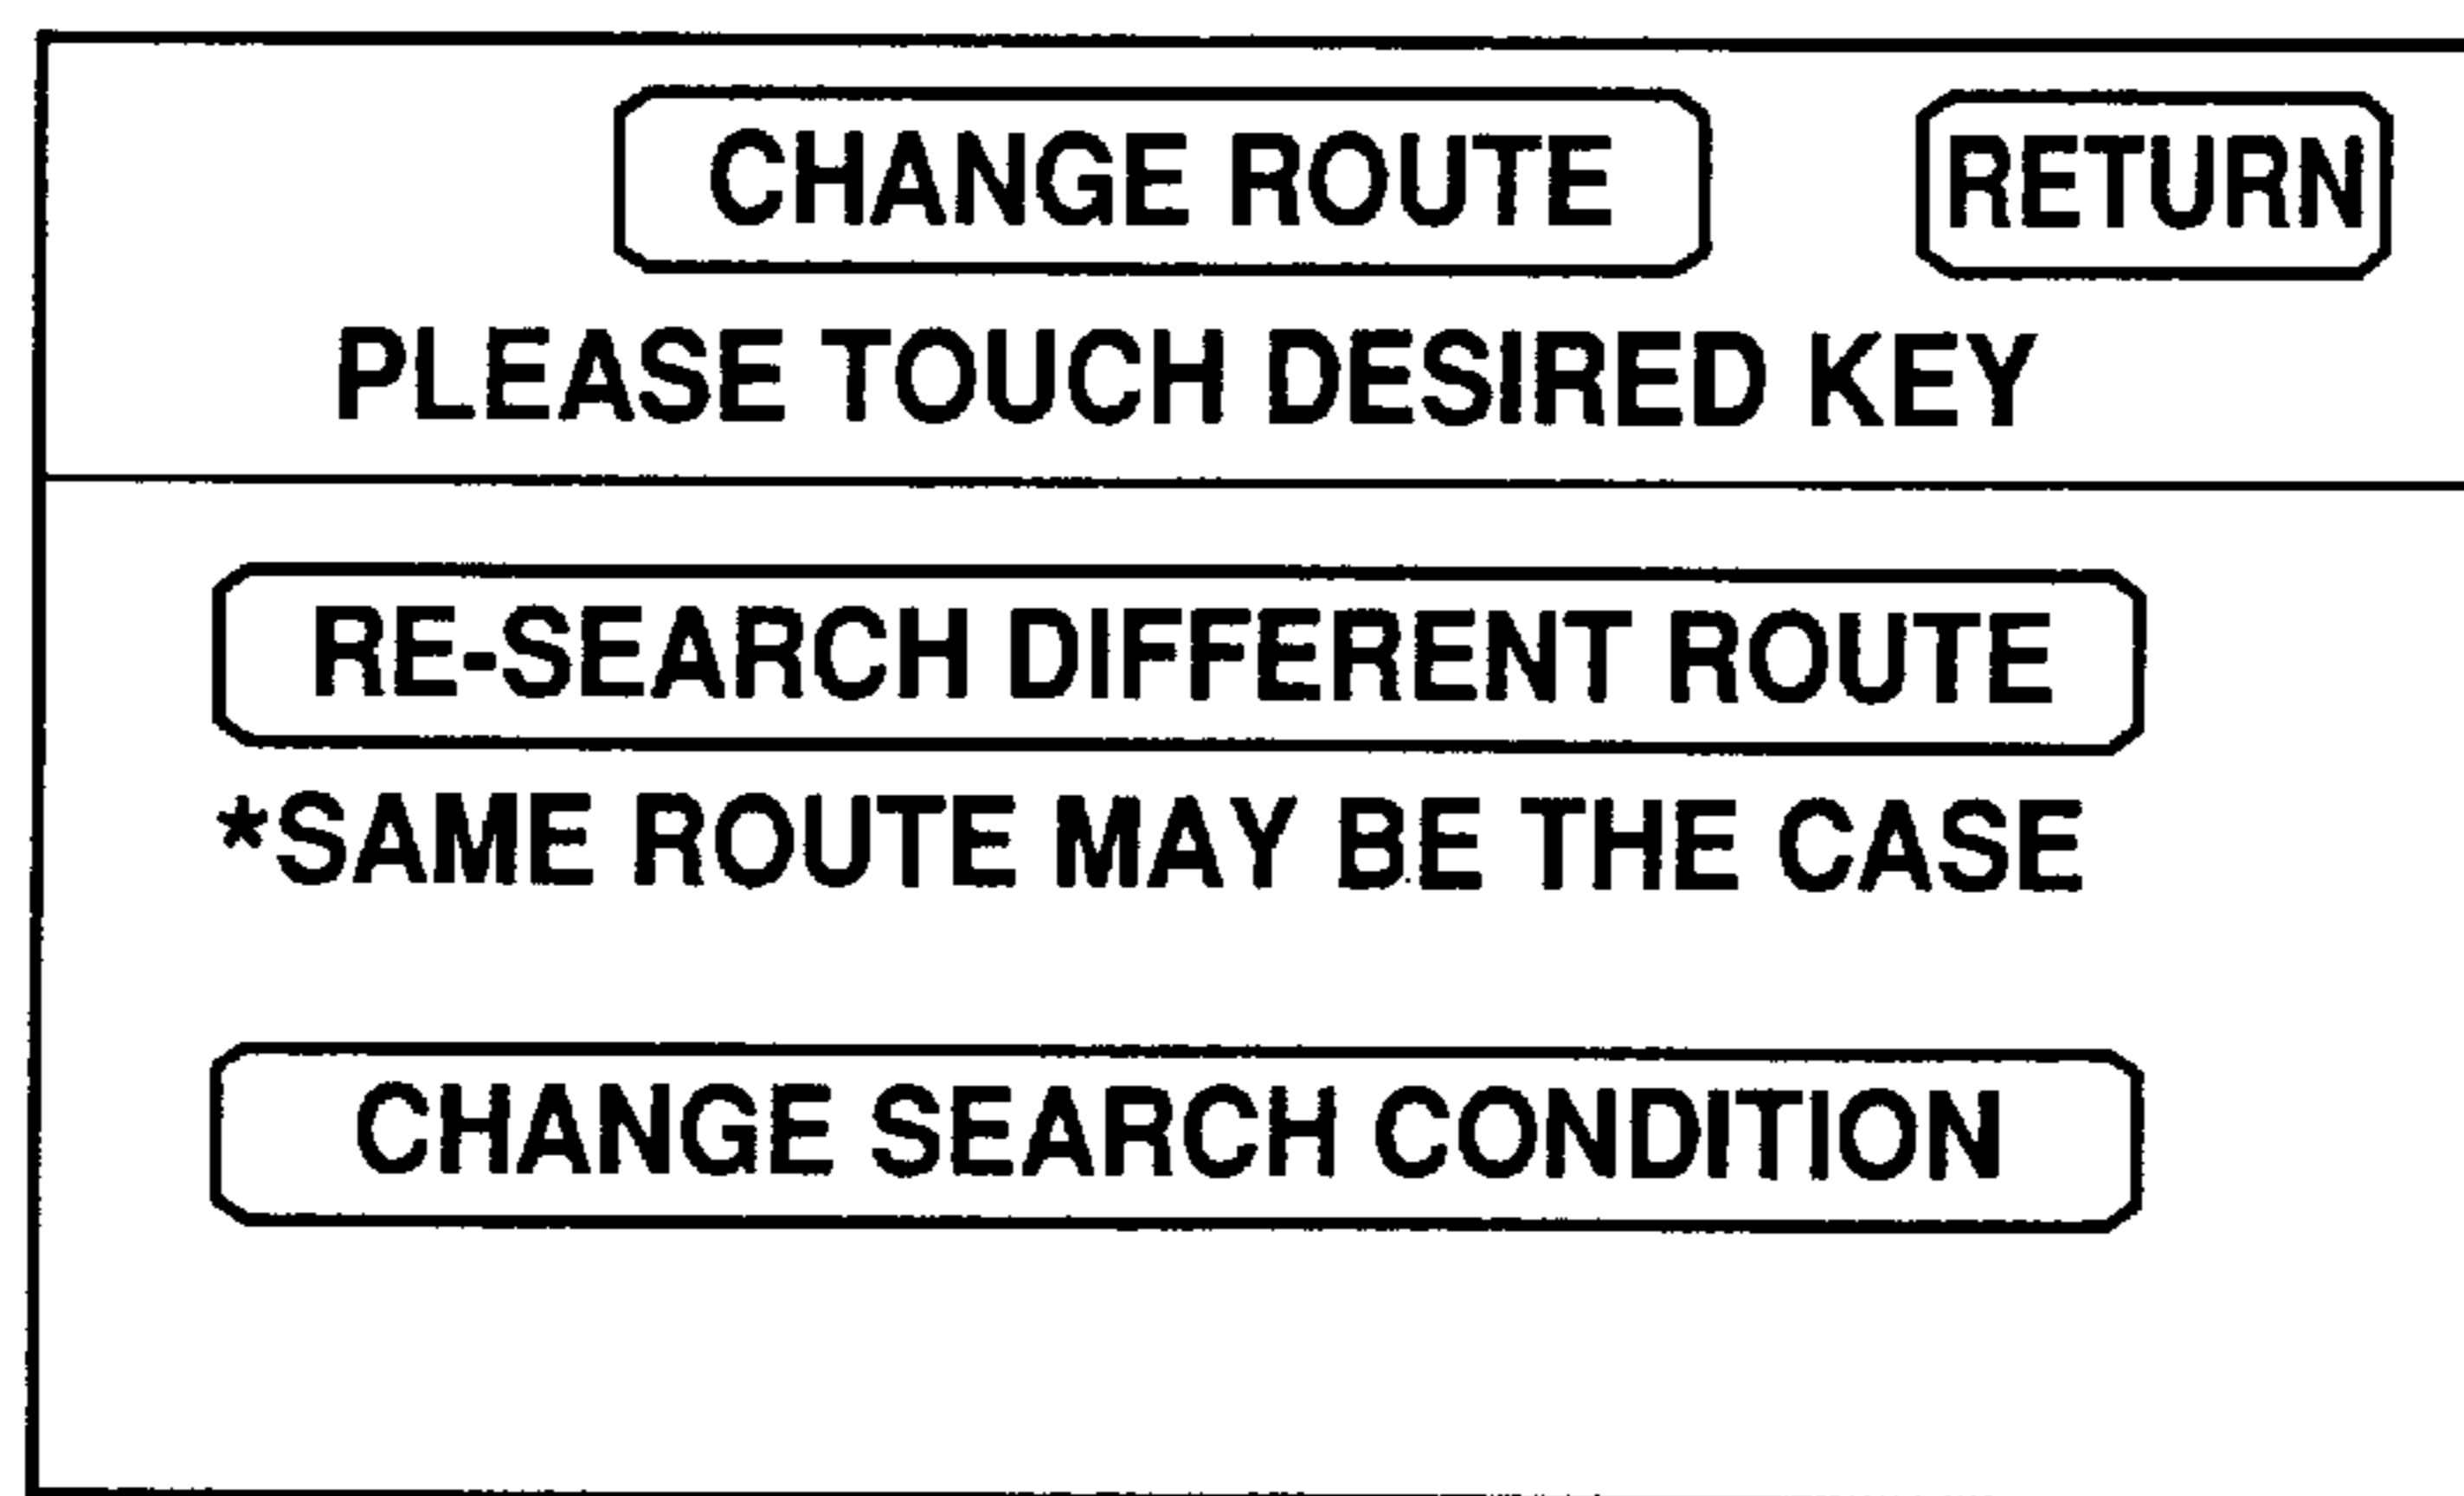 CHANGE ROUTE RETURN
PLEASE TOUCH DESIRED KEY
RE-SEARCH DIFFERENT ROUTE
*SAME ROUTE MAY BE THE CASE
CHANGE SEARCH CONDITION